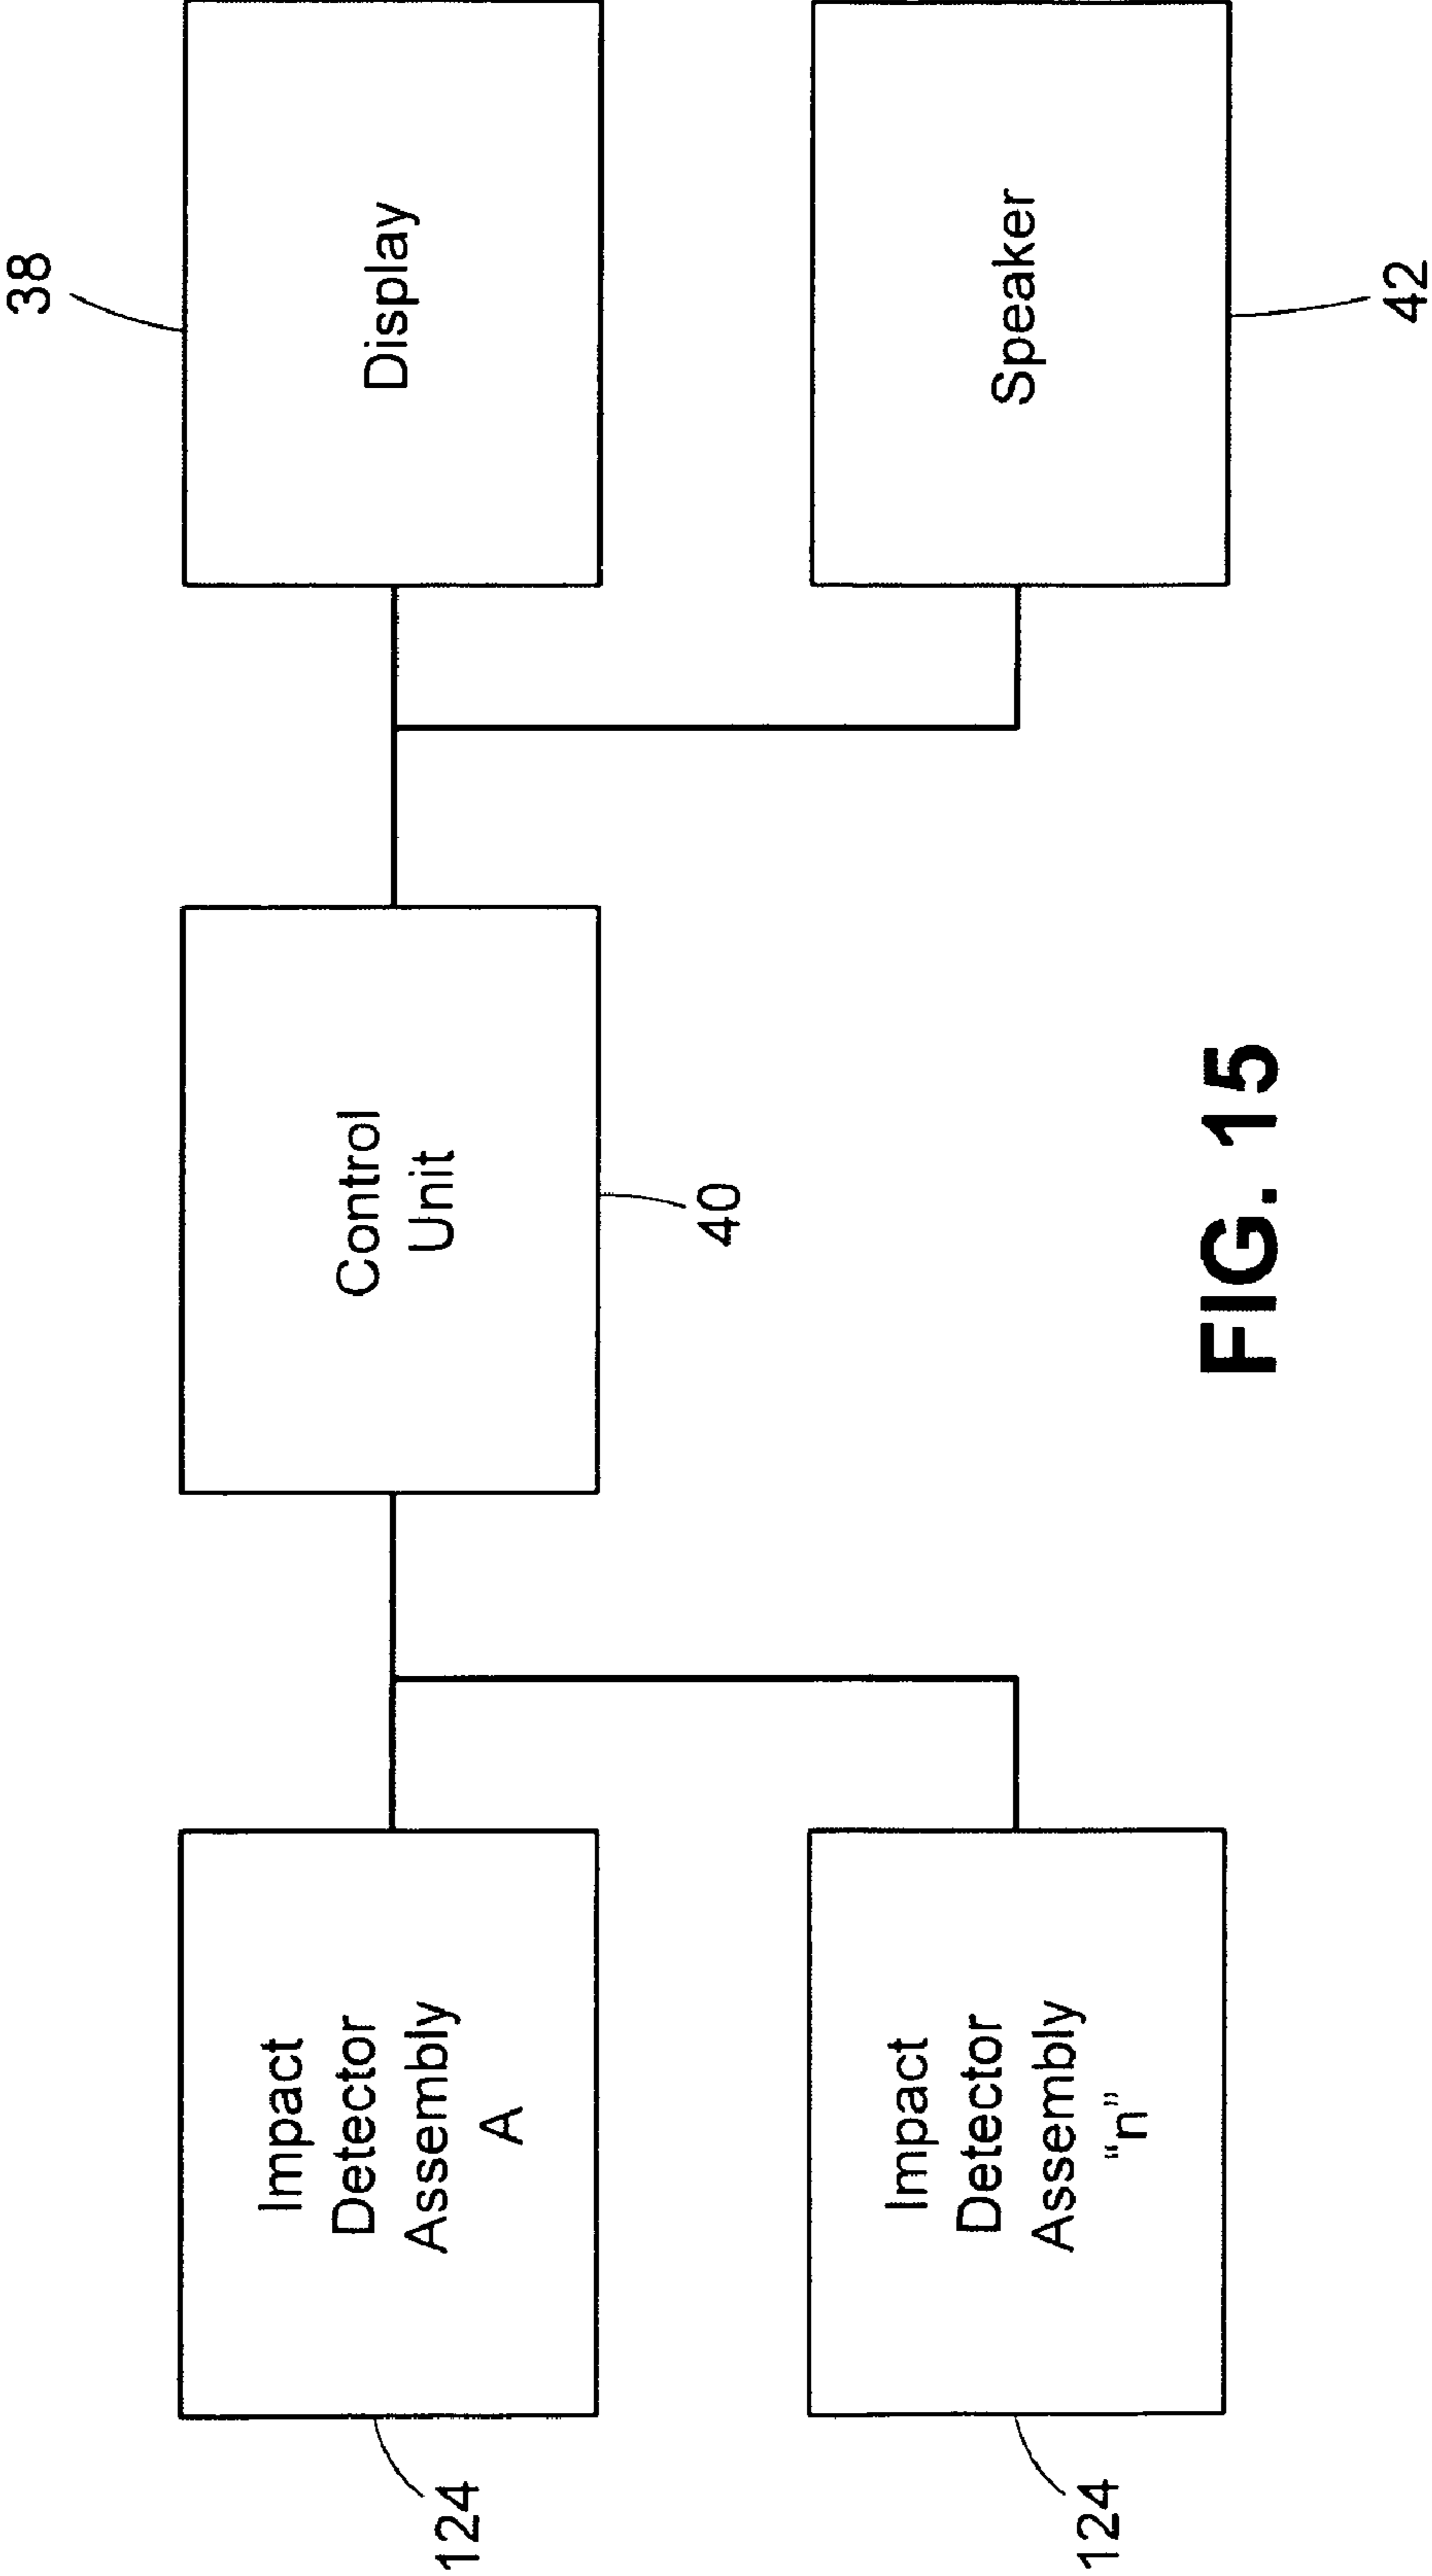 Impact
Detector
Assembly
A
124
Impact
Detector
Assembly
“n”
124
Control
Unit
40
Display
38
Speaker
42
FIG. 15